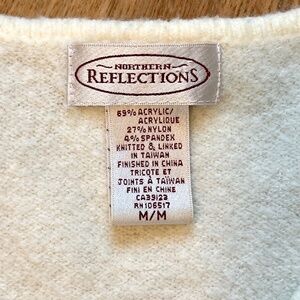 NORTHERN
REFLECTIONS
69% ACRYLIC/
ACRYLIQUE
27% NYLON
4% SPANDEX
KNITTED & LINKED
IN TAIWAN
FINISHED IN CHINA
TRICOTE ET
JOINTS À TAÏWAN
FINI EN CHINE
CA39123
RN106517
M/M